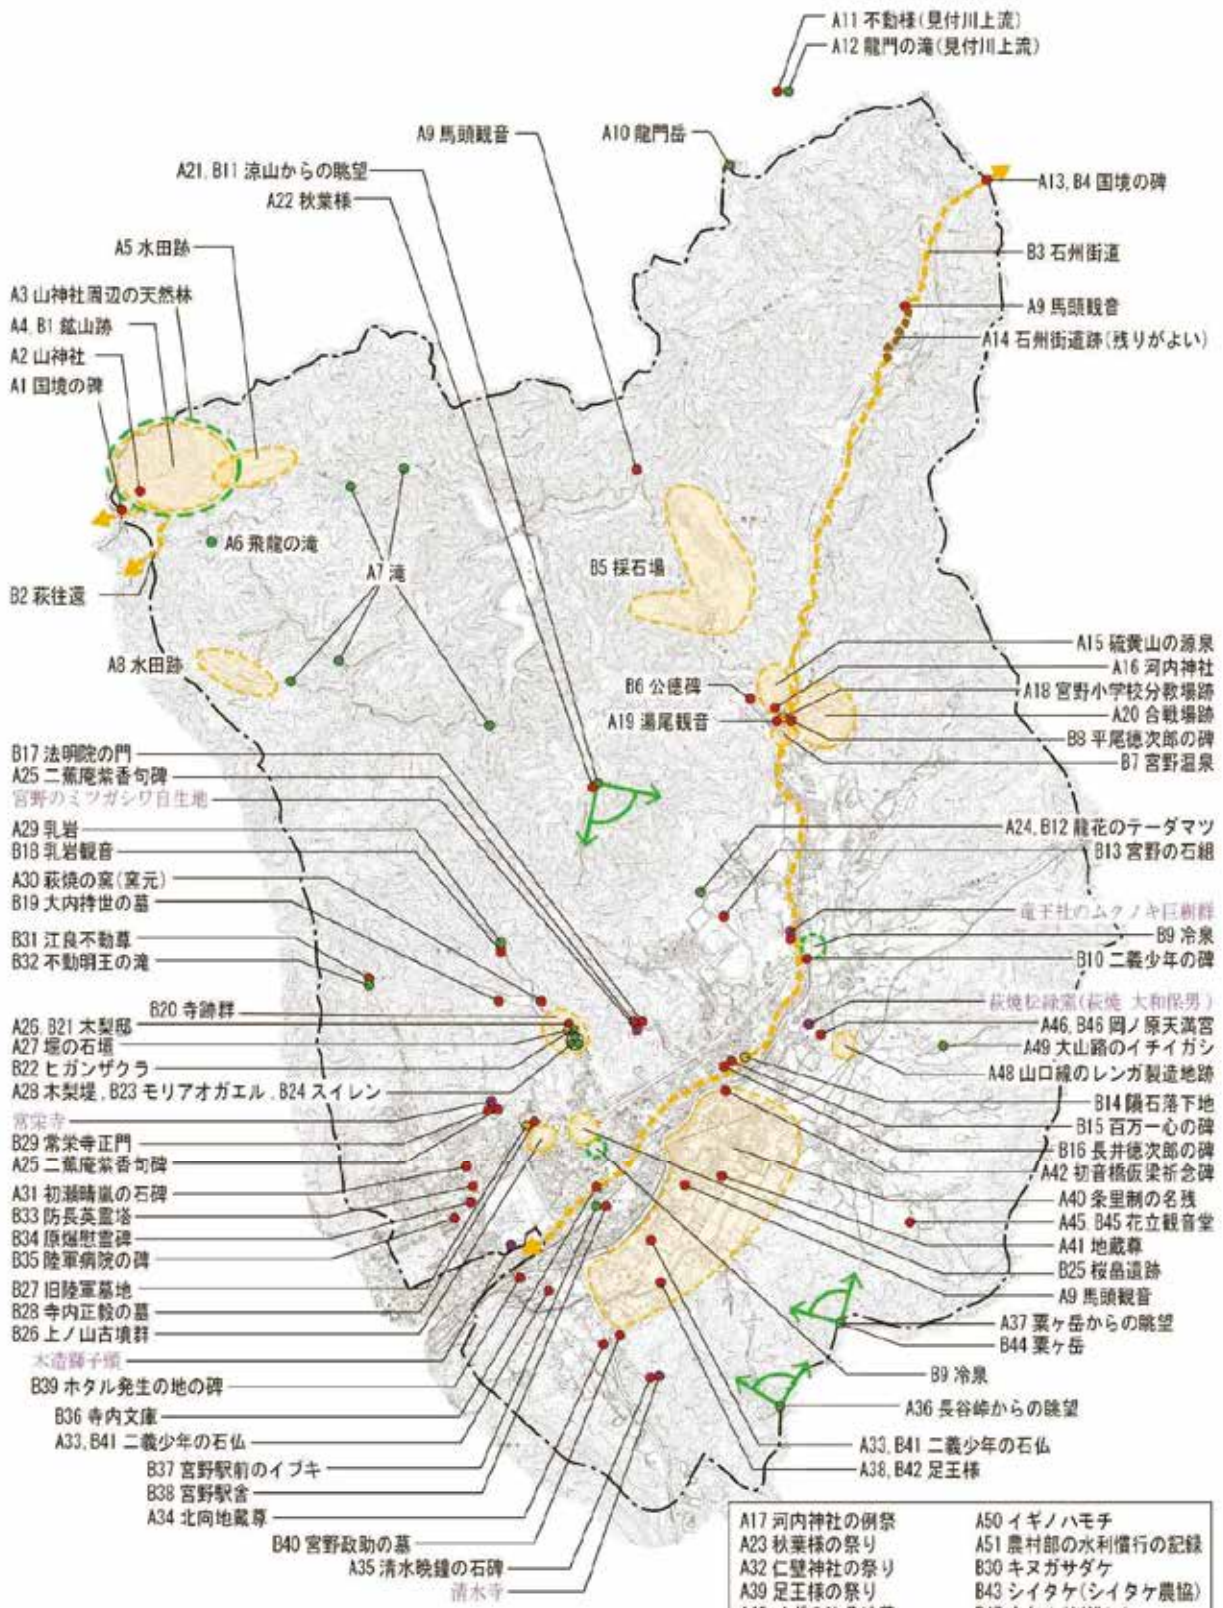 A11 不動様(見付川上流)
A12 龍門の滝(見付川上流)
A9 馬頭観音
A10 龍門岳
A21, B11 涼山からの眺望
A13, B4 国境の碑
A22 秋葉様
A5 水田跡
B3 石州街道
A3 山神社周辺の天然林
A9 馬頭観音
A4, B1 鉱山跡
A14 石州街道跡(残りがよい)
A2 山神社
A1 国境の碑
A6 飛龍の滝
B5 採石場
A7 滝
B2 萩往還
A15 硫黄山の源泉
A8 水田跡
A16 河内神社
B6 公徳碑
A18 宮野小学校分教場跡
A20 合戦場跡
A19 湯尾観音
B8 平尾徳次郎の碑
B7 宮野温泉
B17 法明院の門
A25 二蕉庵紫香句碑
宮野のミツガシワ自生地
A29 乳岩
A24, B12 龍花のテーダマツ
B18 乳岩観音
B13 宮野の石組
A30 萩焼の窯(窯元)
B19 大内持世の墓
竜王社のムクノキ巨樹群
B31 江良不動尊
B9 冷泉
B32 不動明王の滝
B10 二義少年の碑
B20 寺跡群
萩焼松緑窯(萩焼 大和保男)
A26, B21 木梨邸
A46, B46 岡ノ原天満宮
A27 堀の石垣
A49 大山路のイチイガシ
B22 ヒガンザクラ
A48 山口線のレンガ製造地跡
A28 木梨堤, B23 モリアオガエル, B24 スイレン
B14 隕石落下地
常栄寺
B15 百万一心の碑
B29 常栄寺正門
B16 長井徳次郎の碑
A25 二蕉庵紫香句碑
A42 初音橋仮梁祈念碑
A31 初瀬晴嵐の石碑
A40 条里制の名残
B33 防長英霊塔
A45, B45 花立観音堂
B34 原爆慰霊碑
A41 地蔵尊
B35 陸軍病院の碑
B25 桜畠遺跡
B27 旧陸軍墓地
A9 馬頭観音
B28 寺内正毅の墓
A37 粟ヶ岳からの眺望
B26 上ノ山古墳群
B44 粟ヶ岳
木造獅子頭
B9 冷泉
B39 ホタル発生の地の碑
A36 長谷峠からの眺望
B36 寺内文庫
A33, B41 二義少年の石仏
A33, B41 二義少年の石仏
B37 宮野駅前のイブキ
A38, B42 足王様
B38 宮野駅舎
A34 北向地蔵尊
B40 宮野政助の墓
A35 清水晩鐘の石碑
清水寺
A17 河内神社の例祭
A50 イギノハモチ
A23 秋葉様の祭り
A51 農村部の水利慣行の記録
A32 仁壁神社の祭り
B30 キヌガサダケ
A39 足王様の祭り
B43 シイタケ(シイタケ農協)